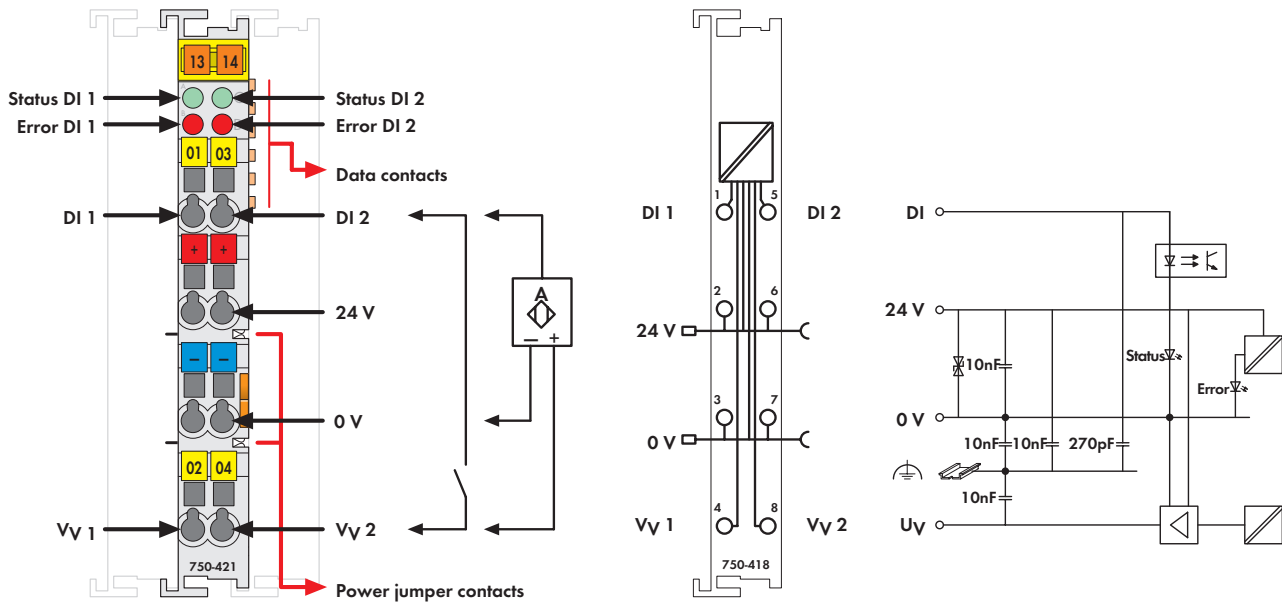 13 14
Status DI 1
Status DI 2
Error DI 1
Error DI 2
01 03
Data contacts
DI 1
DI 2
+ +
24 V
A
− +
− −
0 V
02 04
VV 1
VV 2
750-421
Power jumper contacts
1 5
DI 1
DI 2
2 6
24 V
3 7
0 V
4 8
VV 1
VV 2
750-418
DI
24 V
Status
10nF
Error
0 V
10nF 10nF 270pF
10nF
UV